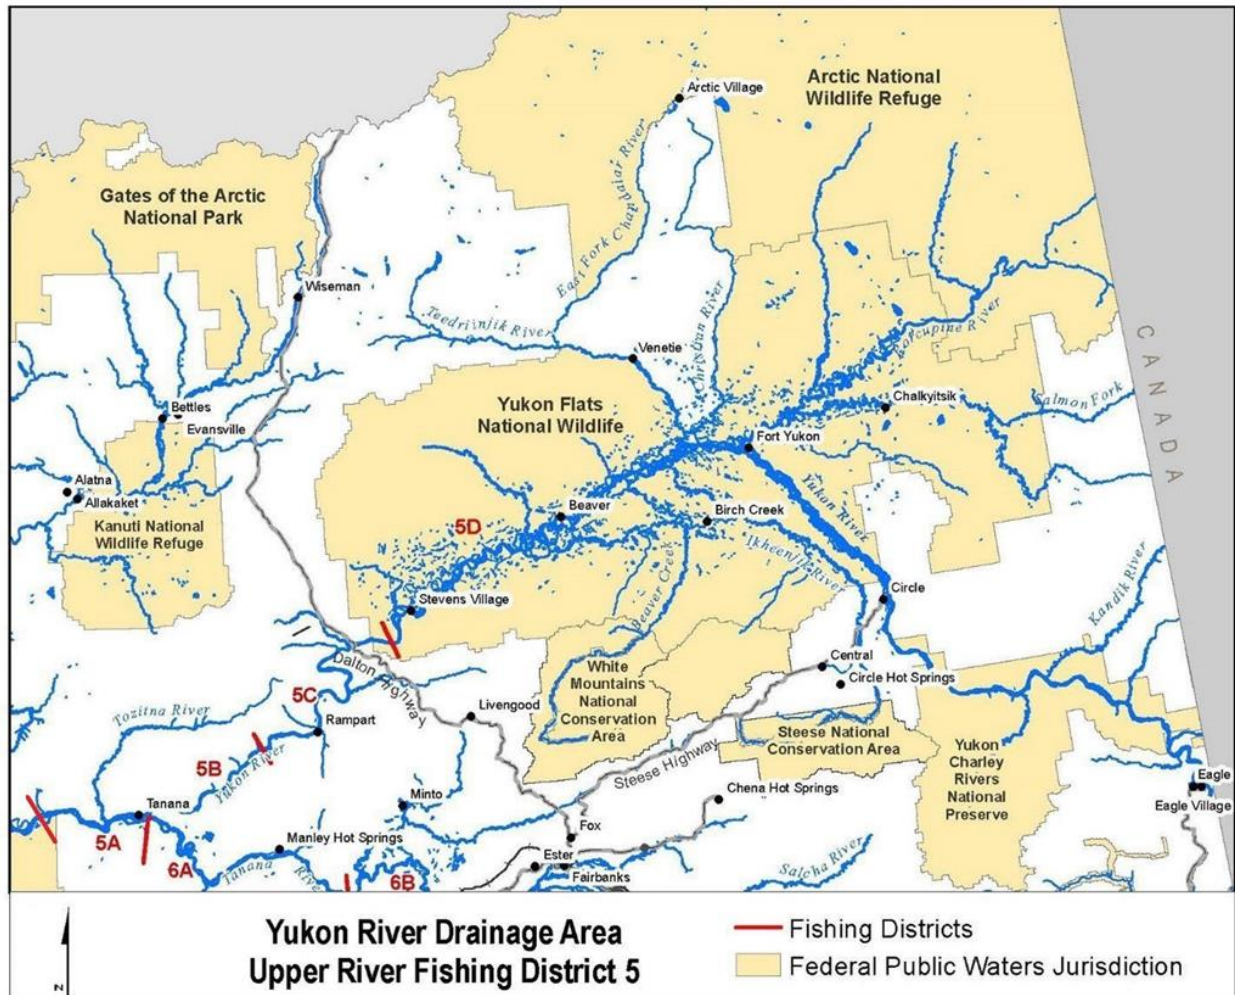 Arctic Village
Arctic National
Wildlife Refuge
Gates of the Arctic
National Park
East Fork Chandalar River
Wiseman
Teedriinjik River
Christian River
Porcupine River
Venetie
CANADA
Bettles
Evansville
Yukon Flats
National Wildlife
Chalkyitsik
Salmon Fork
Fort Yukon
Alatna
Allakaket
Kanuti National
Wildlife Refuge
5D
Beaver
Birch Creek
Yukon River
Ikheenjik River
Beaver Creek
Stevens Village
Circle
Kandik River
Dalton Highway
White
Mountains
National
Conservation
Area
Central
Circle Hot Springs
5C
Tozitna River
Rampart
Livengood
Steese Highway
Steese National
Conservation Area
Yukon
Charley
Rivers
National
Preserve
5B
Yukon River
Tanana
Minto
Chena Hot Springs
Eagle
Eagle Village
5A
6A
Manley Hot Springs
Fox
Tanana River
6B
Ester
Fairbanks
Salcha River
Yukon River Drainage Area
Upper River Fishing District 5
Fishing Districts
Federal Public Waters Jurisdiction
N